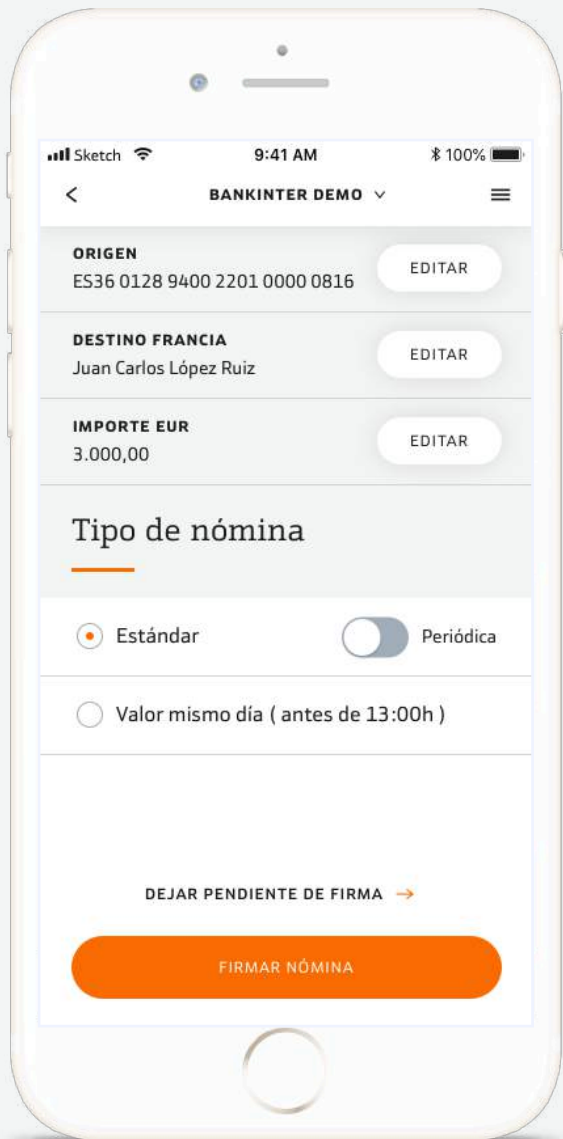 Sketch 9:41 AM 100%
BANKINTER DEMO
ORIGEN
ES36 0128 9400 2201 0000 0816 EDITAR
DESTINO FRANCIA
Juan Carlos López Ruiz EDITAR
IMPORTE EUR
3.000,00 EDITAR
Tipo de nómina
Estándar Periódica
Valor mismo día ( antes de 13:00h )
DEJAR PENDIENTE DE FIRMA →
FIRMAR NÓMINA